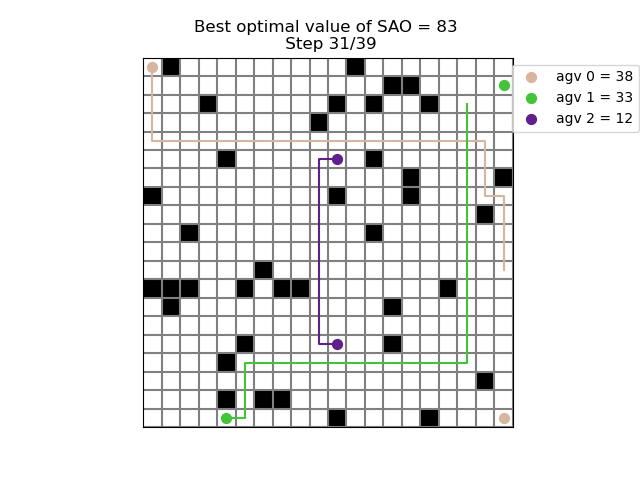 Best optimal value of SAO = 83
Step 31/39
agv 0 = 38
agv 1 = 33
agv 2 = 12